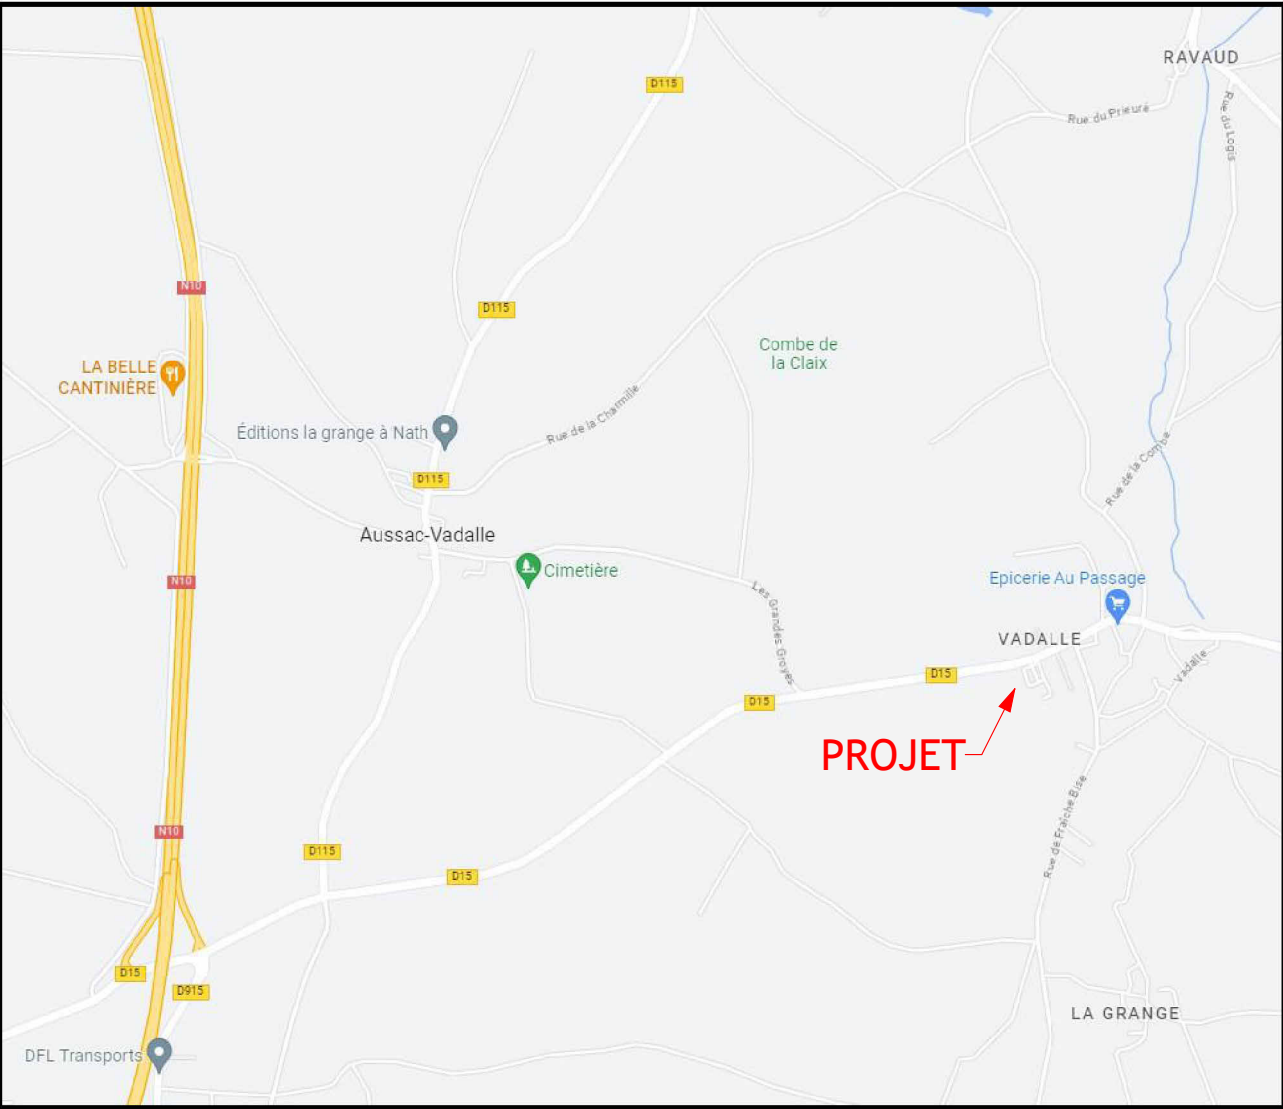 RAVAUD
D115
Rue du Prieuré
Rue du Logis
N10
D115
Combe de
la Claix
LA BELLE
CANTINIÈRE
Rue de la Charmille
Éditions la grange à Nath
Rue de la Combe
D115
Aussac-Vadalle
Cimetière
Epicerie Au Passage
N10
Les Grandes Groyes
VADALLE
Vadalle
D15
D15
PROJET
Rue de Fraîche Bise
N10
D115
D15
D15
D915
LA GRANGE
DFL Transports